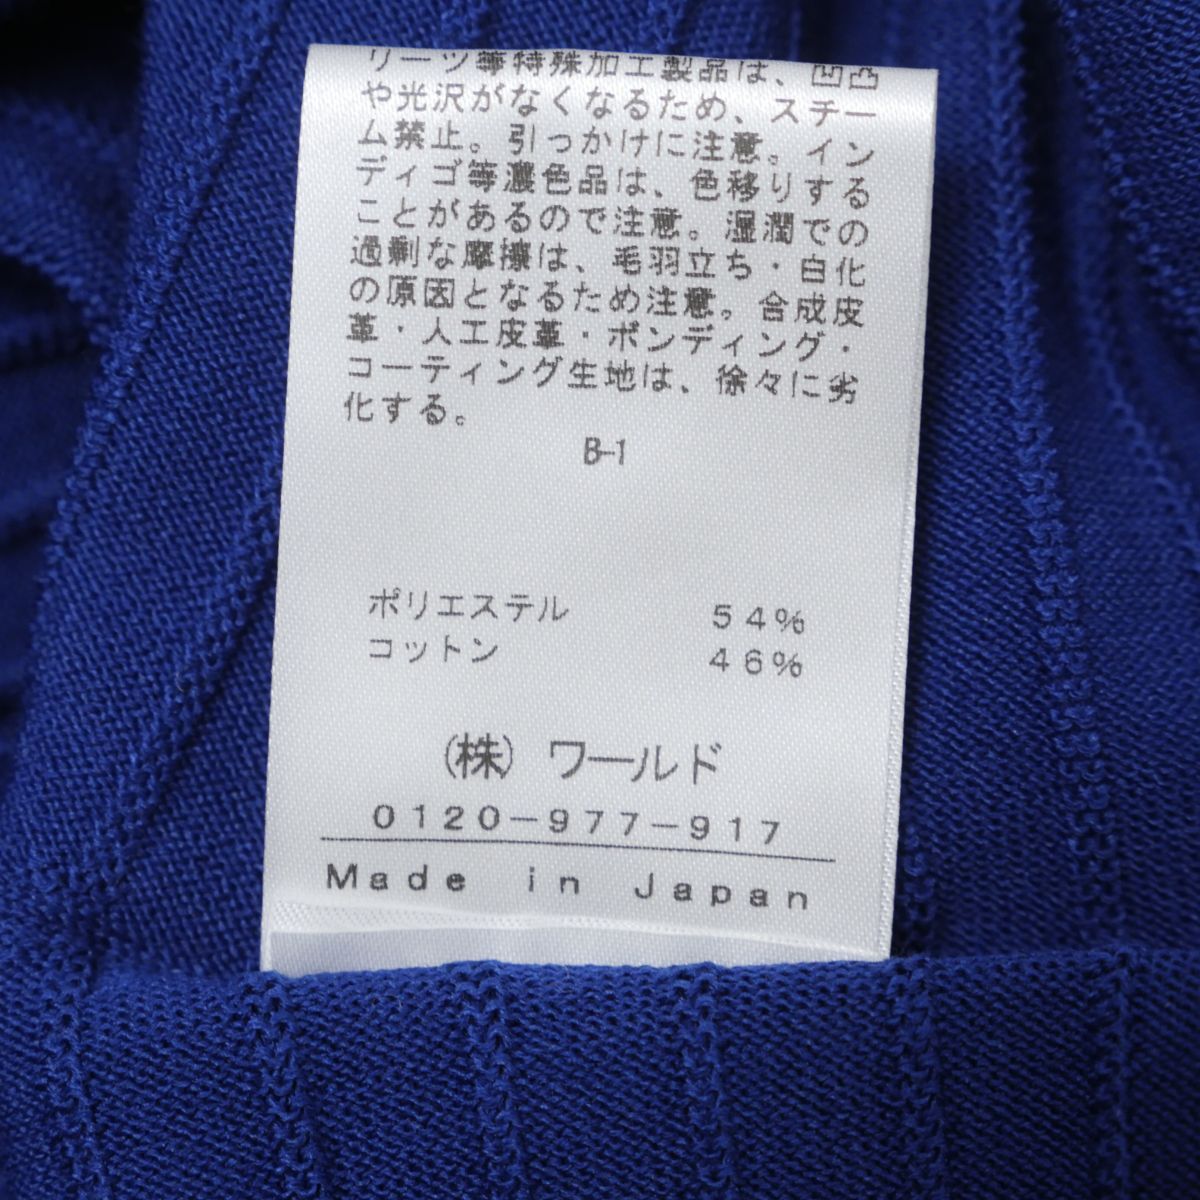 リーツ等特殊加工製品は、凹凸
や光沢がなくなるため、スチー
ム禁止。引っかけに注意。イン
ディゴ等濃色品は、色移りする
ことがあるので注意。湿潤での
過剰な摩擦は、毛羽立ち・白化
の原因となるため注意。合成皮
革・人工皮革・ボンディング・
コーティング生地は、徐々に劣
化する。
B-1
ポリエステル 54%
コットン 46%
(株) ワールド
0120-977-917
Made in Japan